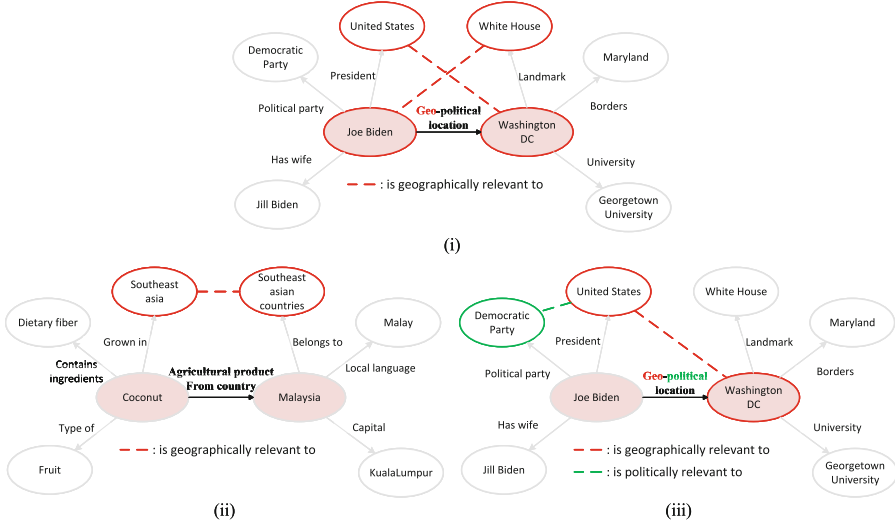 United States
White House
Democratic
Party
Maryland
President
Landmark
Political party
Geo-political
location
Borders
Joe Biden
Washington
DC
Has wife
University
: is geographically relevant to
Jill Biden
Georgetown
University
(i)
Southeast
asia
Southeast
asian
countries
Dietary fiber
Malay
Grown in
Belongs to
Contains
ingredients
Agricultural product
From country
Local language
Coconut
Malaysia
Type of
Capital
: is geographically relevant to
Fruit
KualaLumpur
(ii)
United States
White House
Democratic
Party
Maryland
President
Landmark
Political party
Geo-political
location
Borders
Joe Biden
Washington
DC
Has wife
University
: is geographically relevant to
: is politically relevant to
Jill Biden
Georgetown
University
(iii)